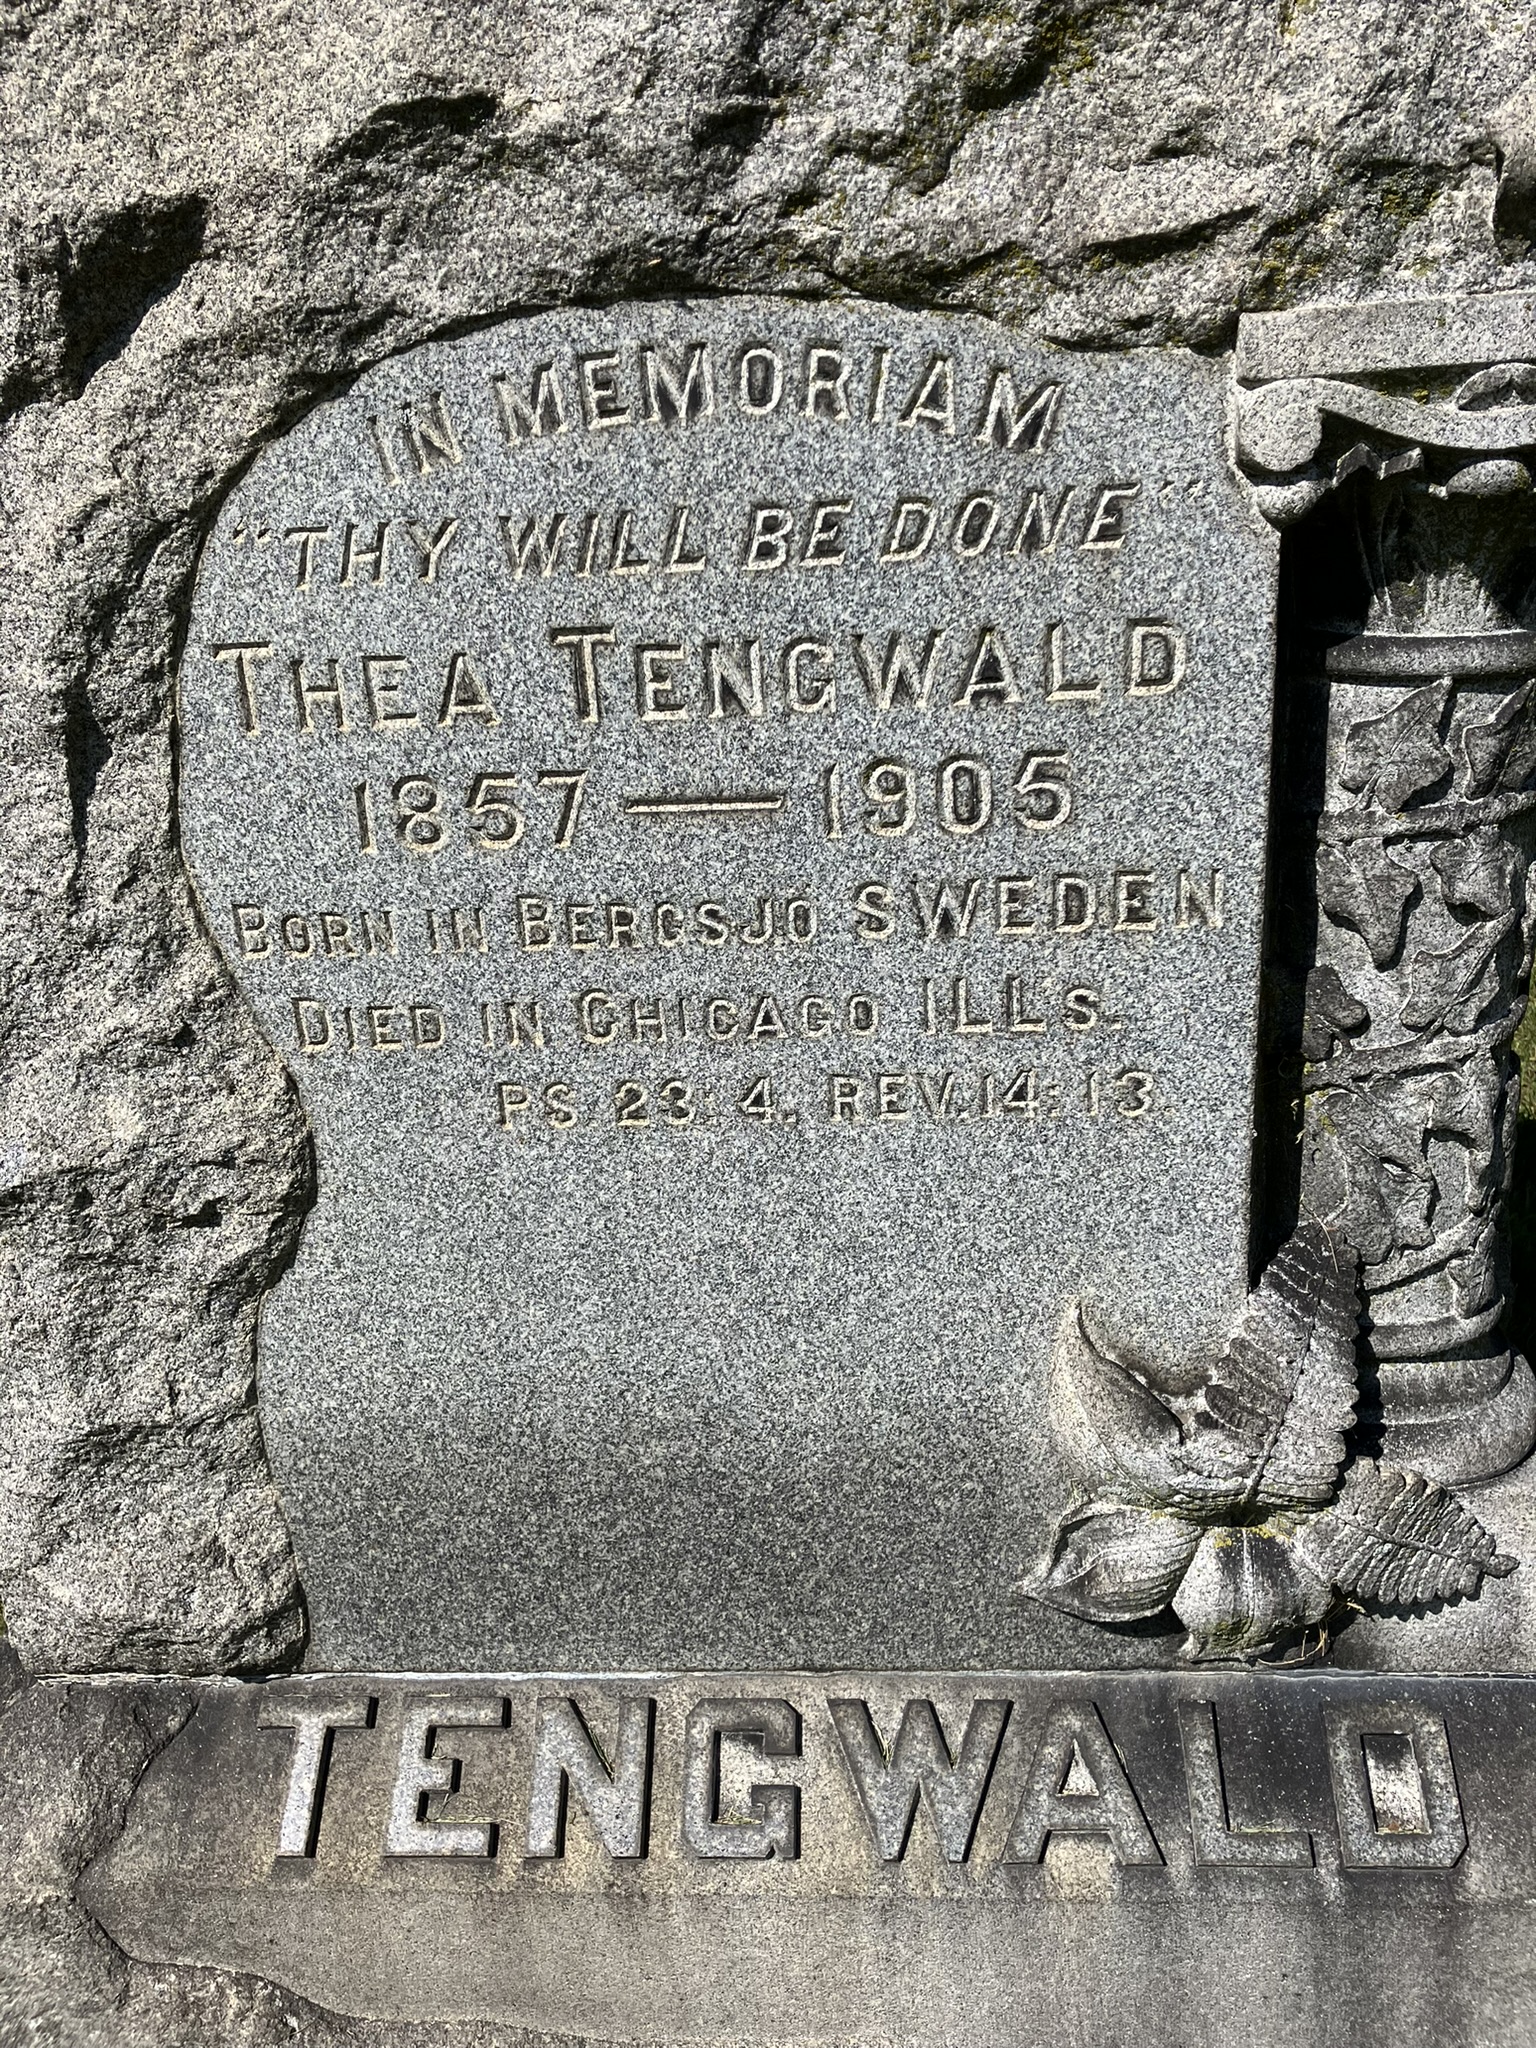 IN MEMORIAM
"THY WILL BE DONE"
THEA TENGWALD
1857 — 1905
BORN IN BERGSJÖ SWEDEN
DIED IN CHICAGO ILLS.
PS 23: 4. REV. 14: 13.
TENGWALD